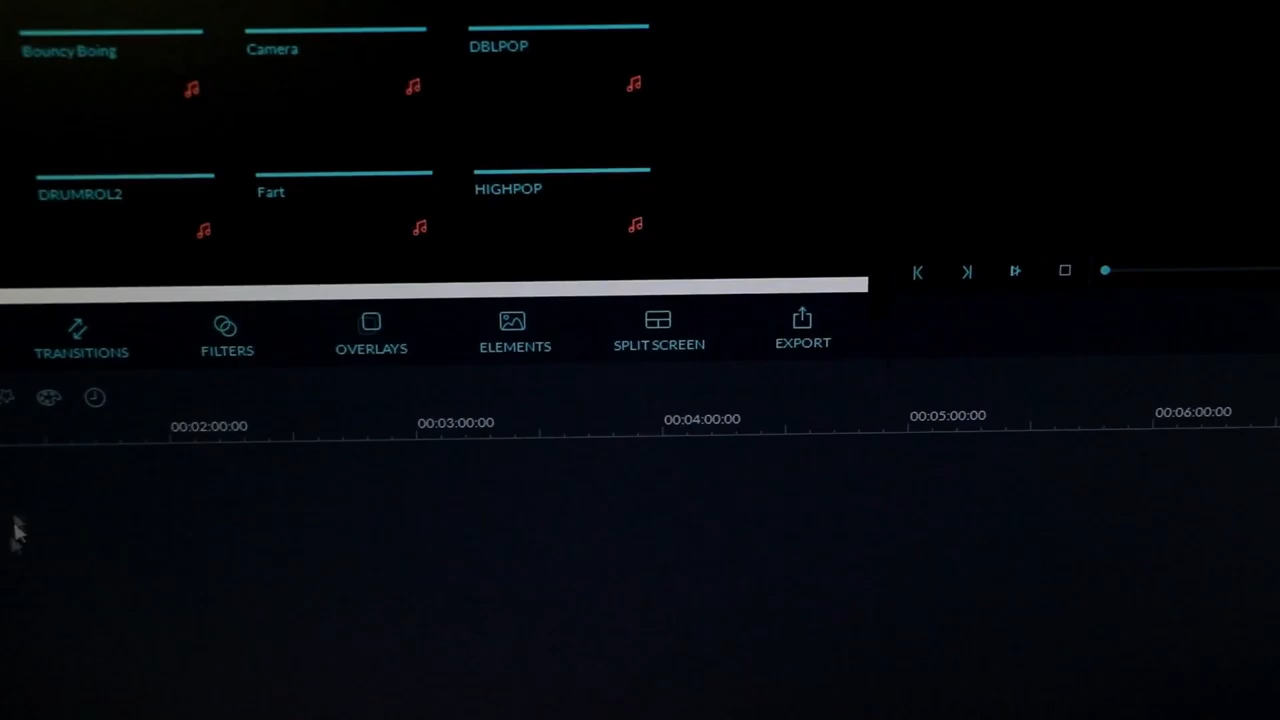 Bouncy Boing
Camera
DBLPOP
DRUMROL2
Fart
HIGHPOP
TRANSITIONS
FILTERS
OVERLAYS
ELEMENTS
SPLIT SCREEN
EXPORT
00:02:00:00
00:03:00:00
00:04:00:00
00:05:00:00
00:06:00:00